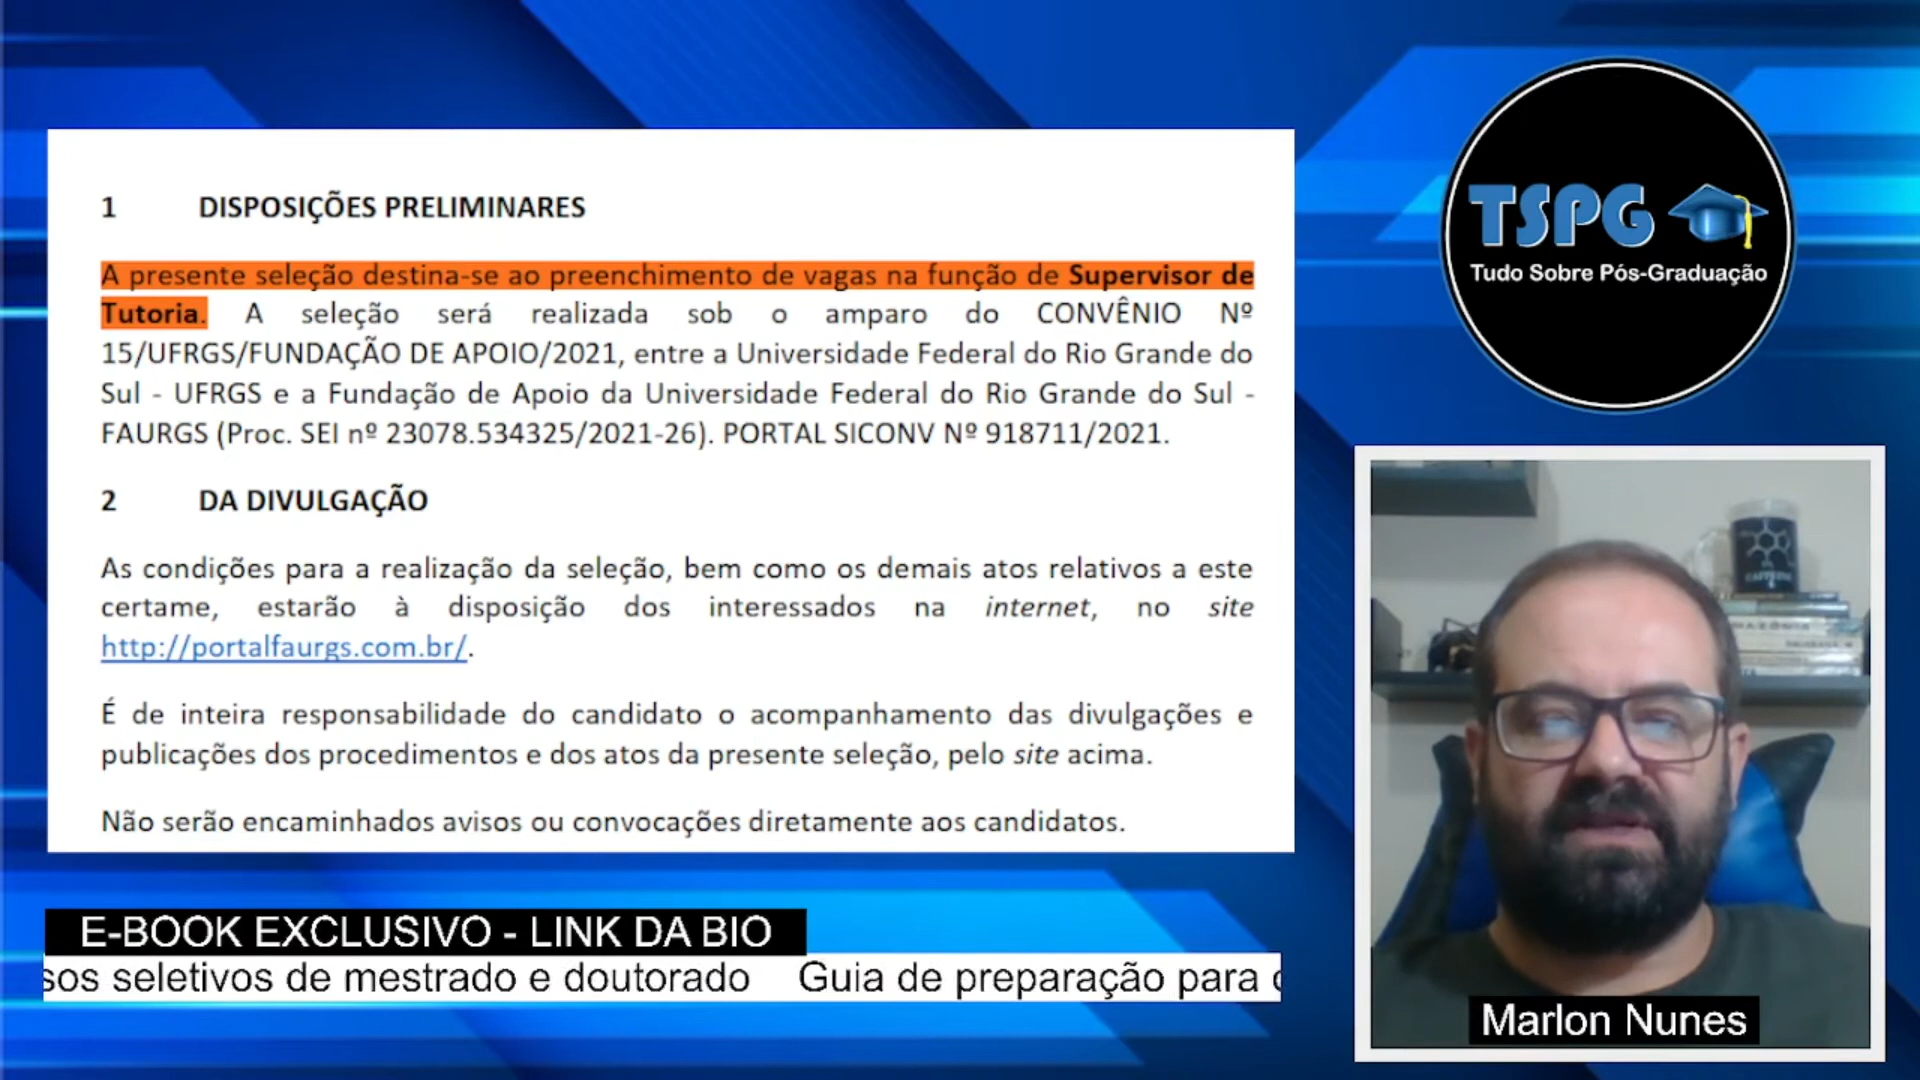 1 DISPOSIÇÕES PRELIMINARES
A presente seleção destina-se ao preenchimento de vagas na função de Supervisor de
Tutoria. A seleção será realizada sob o amparo do CONVÊNIO Nº
15/UFRGS/FUNDAÇÃO DE APOIO/2021, entre a Universidade Federal do Rio Grande do
Sul - UFRGS e a Fundação de Apoio da Universidade Federal do Rio Grande do Sul -
FAURGS (Proc. SEI nº 23078.534325/2021-26). PORTAL SICONV Nº 918711/2021.
2 DA DIVULGAÇÃO
As condições para a realização da seleção, bem como os demais atos relativos a este
certame, estarão à disposição dos interessados na internet, no site
http://portalfaurgs.com.br/.
É de inteira responsabilidade do candidato o acompanhamento das divulgações e
publicações dos procedimentos e dos atos da presente seleção, pelo site acima.
Não serão encaminhados avisos ou convocações diretamente aos candidatos.
E-BOOK EXCLUSIVO - LINK DA BIO
sos seletivos de mestrado e doutorado Guia de preparação para
TSPG
Tudo Sobre Pós-Graduação
Marlon Nunes